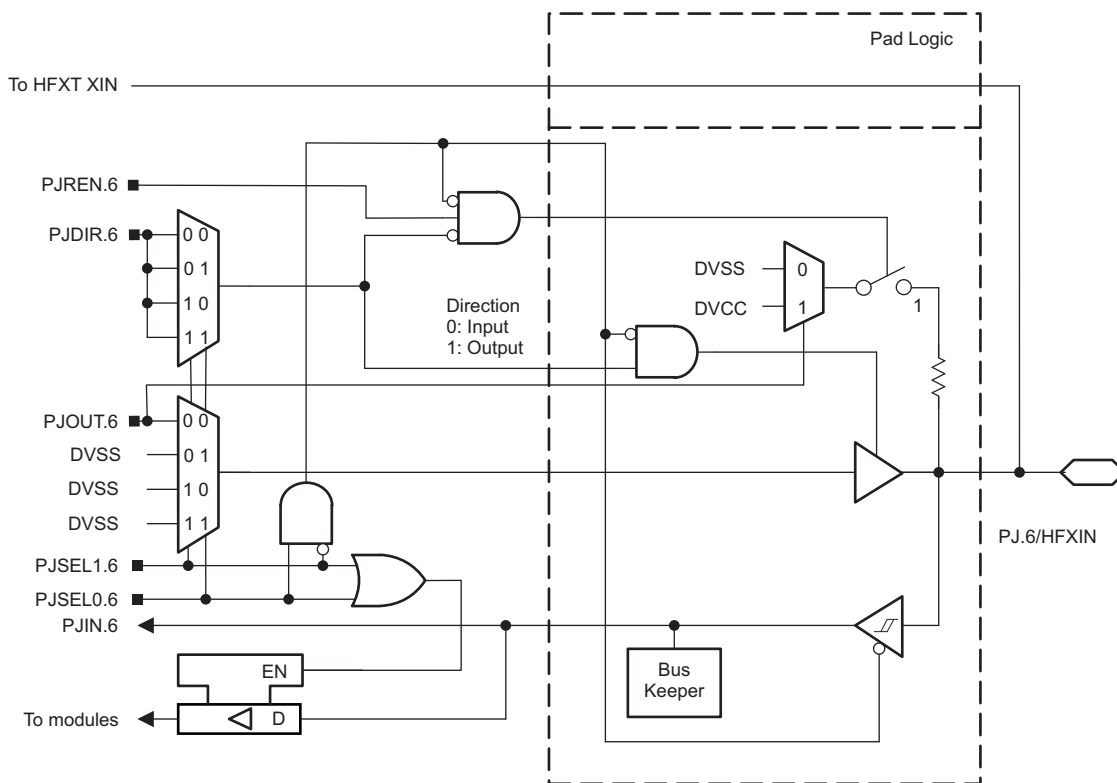 Pad Logic
To HFXT XIN
PJREN.6
PJDIR.6
0 0
0 1
1 0
1 1
Direction
0: Input
1: Output
DVSS
0
DVCC
1
1
PJOUT.6
0 0
DVSS
0 1
DVSS
1 0
DVSS
1 1
PJSEL1.6
PJSEL0.6
PJIN.6
PJ.6/HFXIN
EN
Bus
Keeper
To modules
D